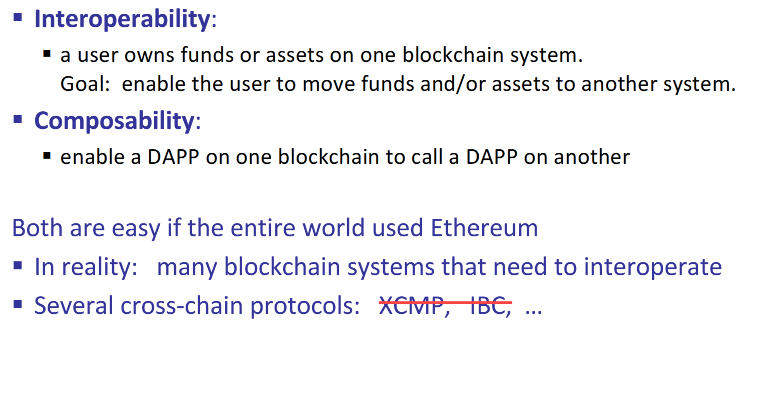 ▪ Interoperability:
▪ a user owns funds or assets on one blockchain system.
Goal: enable the user to move funds and/or assets to another system.
▪ Composability:
▪ enable a DAPP on one blockchain to call a DAPP on another
Both are easy if the entire world used Ethereum
▪ In reality: many blockchain systems that need to interoperate
▪ Several cross-chain protocols: XCMP, IBC, ...